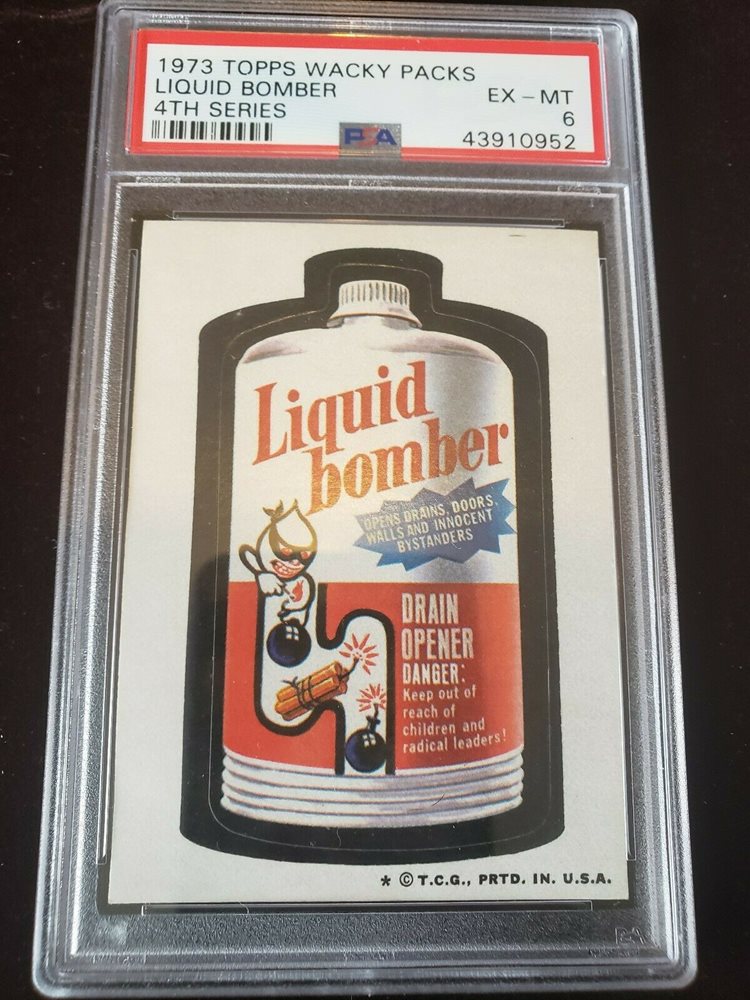 1973 TOPPS WACKY PACKS
LIQUID BOMBER EX – MT
4TH SERIES 6
PSA 43910952
Liquid
bomber
OPENS DRAINS, DOORS,
WALLS AND INNOCENT
BYSTANDERS
DRAIN
OPENER
DANGER:
Keep out of
reach of
children and
radical leaders!
* © T.C.G., PRTD. IN. U.S.A.